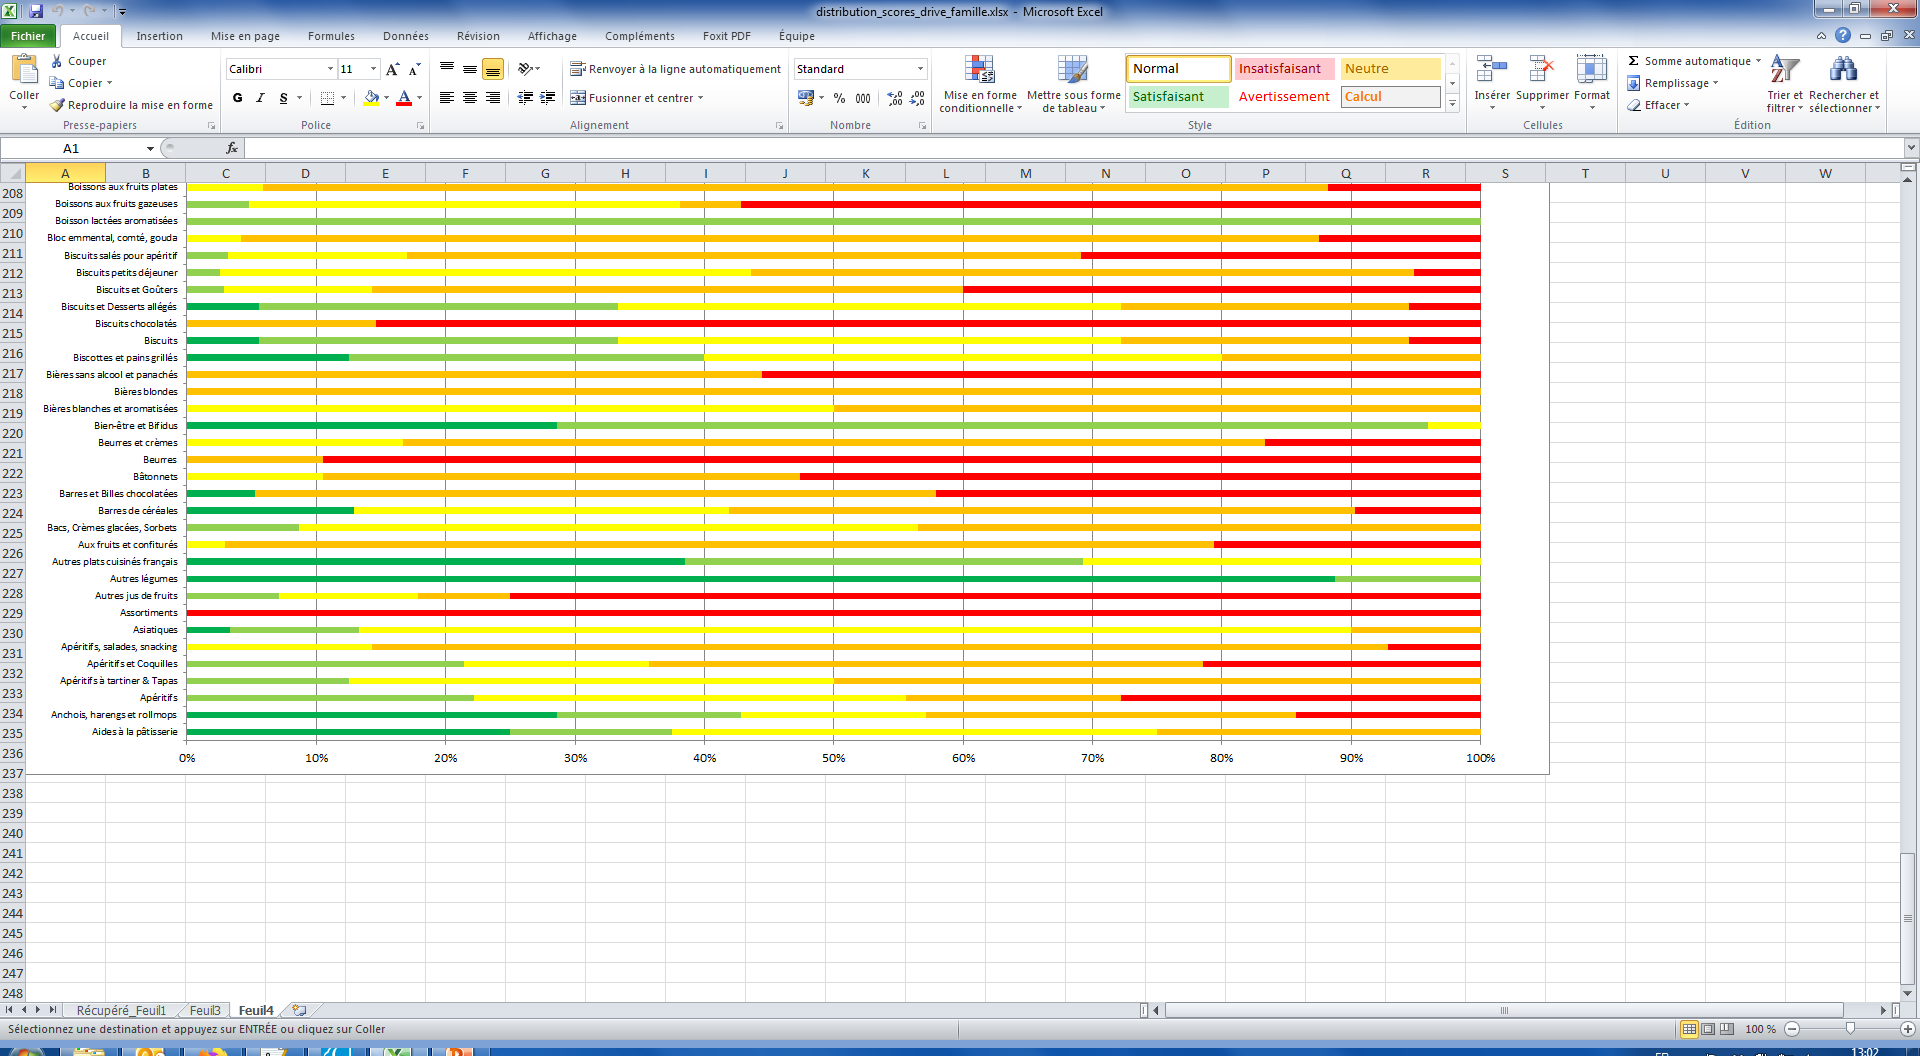 distribution_scores_drive_famille.xlsx - Microsoft Excel
Fichier Accueil Insertion Mise en page Formules Données Révision Affichage Compléments Foxit PDF Équipe
Coller
Couper
Copier
Reproduire la mise en forme
Presse-papiers
Calibri 11
G I S
Police
Renvoyer à la ligne automatiquement
Fusionner et centrer
Alignement
Standard
% 000
Nombre
Mise en forme conditionnelle
Mettre sous forme de tableau
Normal Insatisfaisant Neutre
Satisfaisant Avertissement Calcul
Style
Insérer Supprimer Format
Cellules
Σ Somme automatique
Remplissage
Effacer
Trier et filtrer
Rechercher et sélectionner
Édition
A1
fx
A B C D E F G H I J K L M N O P Q R S T U V W
208
209
210
211
212
213
214
215
216
217
218
219
220
221
222
223
224
225
226
227
228
229
230
231
232
233
234
235
236
237
238
239
240
241
242
243
244
245
246
247
248
Boissons aux fruits plates
Boissons aux fruits gazeuses
Boisson lactées aromatisées
Bloc emmental, comté, gouda
Biscuits salés pour apéritif
Biscuits petits déjeuner
Biscuits et Goûters
Biscuits et Desserts allégés
Biscuits chocolatés
Biscuits
Biscottes et pains grillés
Bières sans alcool et panachés
Bières blondes
Bières blanches et aromatisées
Bien-être et Bifidus
Beurres et crèmes
Beurres
Bâtonnets
Barres et Billes chocolatées
Barres de céréales
Bacs, Crèmes glacées, Sorbets
Aux fruits et confiturés
Autres plats cuisinés français
Autres légumes
Autres jus de fruits
Assortiments
Asiatiques
Apéritifs, salades, snacking
Apéritifs et Coquilles
Apéritifs à tartiner & Tapas
Apéritifs
Anchois, harengs et rollmops
Aides à la pâtisserie
0% 10% 20% 30% 40% 50% 60% 70% 80% 90% 100%
Récupéré_Feuil1 Feuil3 Feuil4
Sélectionnez une destination et appuyez sur ENTRÉE ou cliquez sur Coller
100 %
13:02